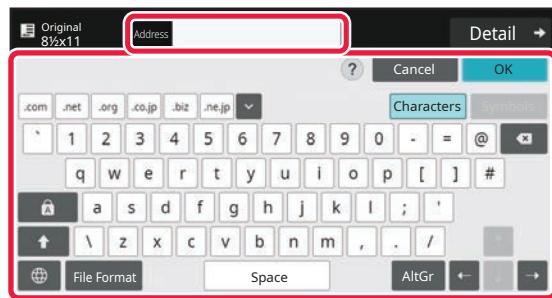 Original
8½x11
Address
Detail
? Cancel OK
.com .net .org .co.jp .biz .ne.jp Characters Symbols
` 1 2 3 4 5 6 7 8 9 0 - = @
q w e r t y u i o p [ ] #
A a s d f g h j k l ; '
\ z x c v b n m , . /
File Format Space AltGr